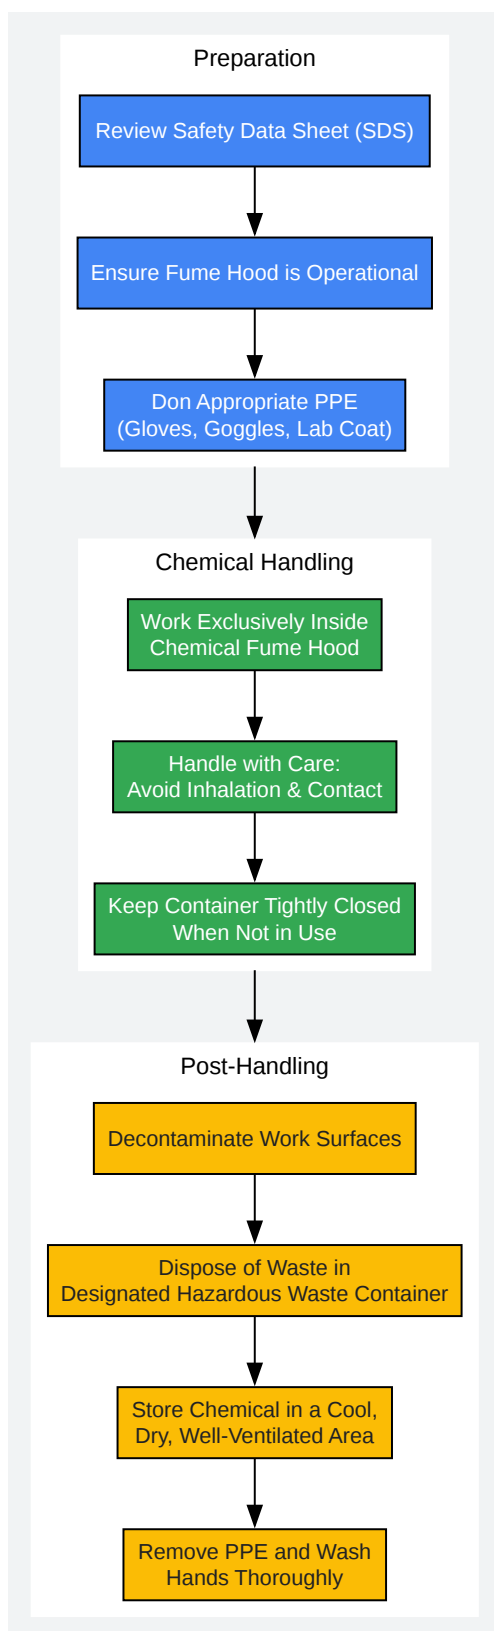 Preparation
Review Safety Data Sheet (SDS)
Ensure Fume Hood is Operational
Don Appropriate PPE
(Gloves, Goggles, Lab Coat)
Chemical Handling
Work Exclusively Inside
Chemical Fume Hood
Handle with Care:
Avoid Inhalation & Contact
Keep Container Tightly Closed
When Not in Use
Post-Handling
Decontaminate Work Surfaces
Dispose of Waste in
Designated Hazardous Waste Container
Store Chemical in a Cool,
Dry, Well-Ventilated Area
Remove PPE and Wash
Hands Thoroughly